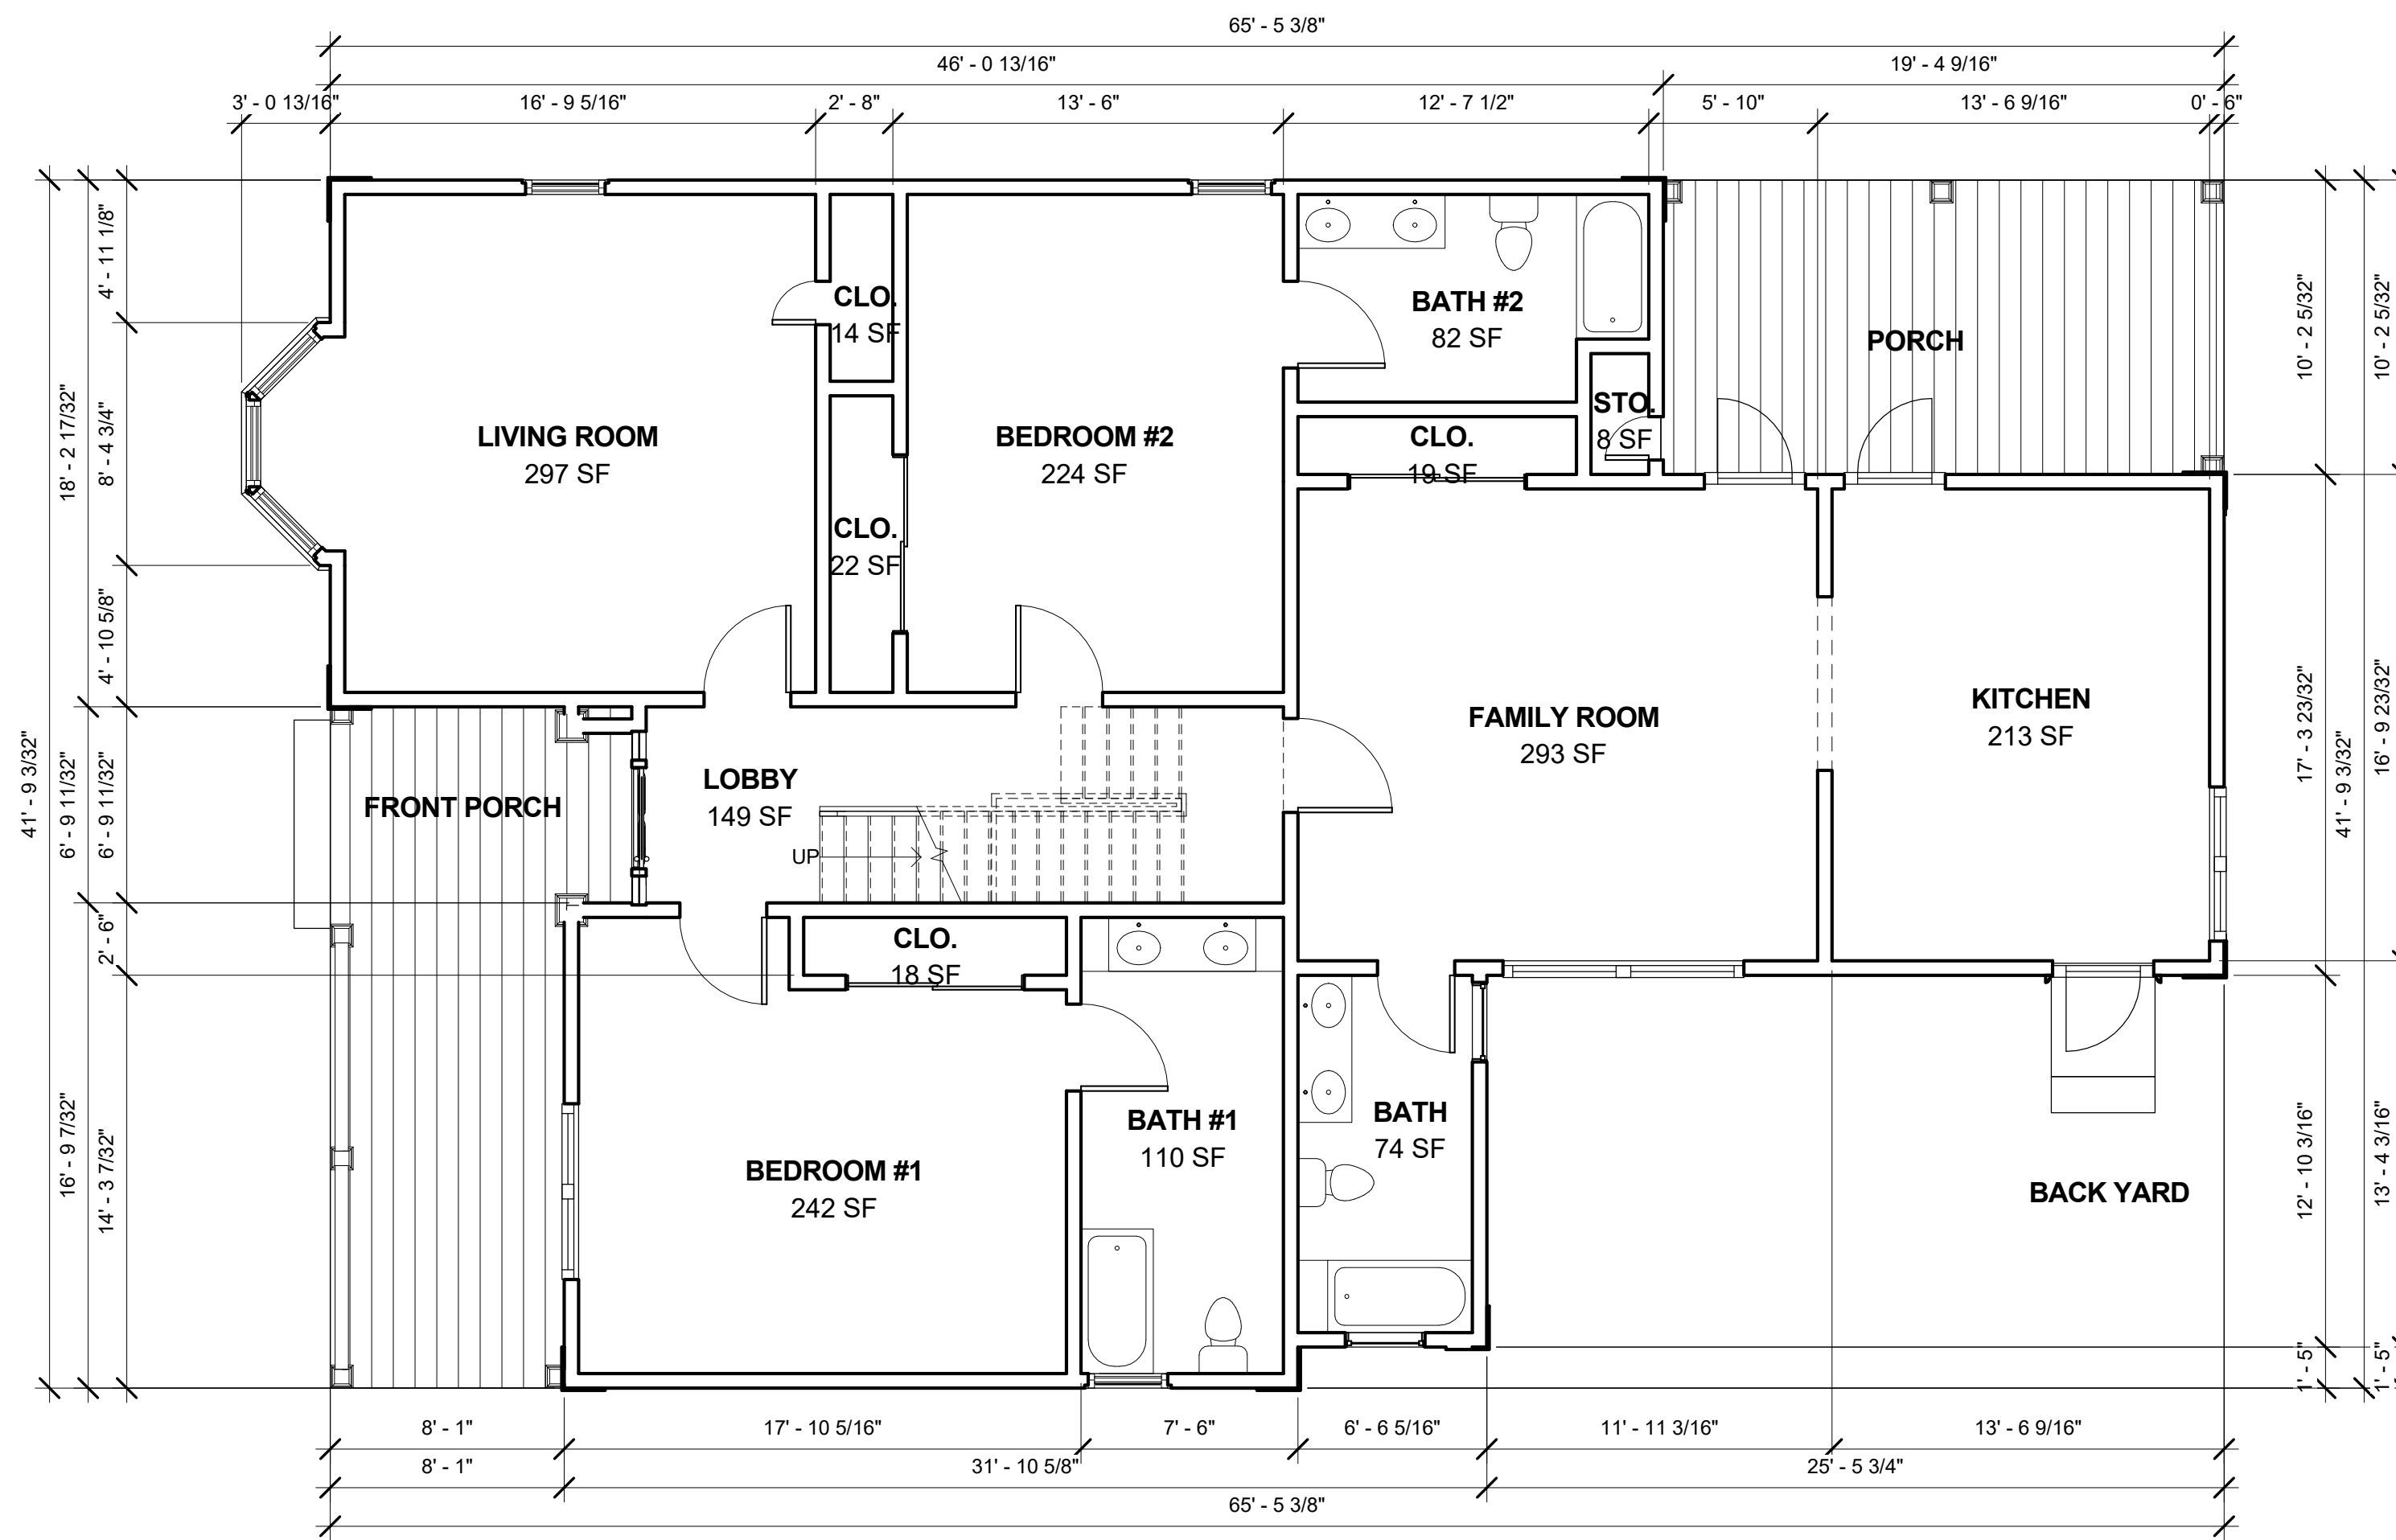 65' - 5 3/8"
46' - 0 13/16"
19' - 4 9/16"
3' - 0 13/16"
16' - 9 5/16"
2' - 8"
13' - 6"
12' - 7 1/2"
5' - 10"
13' - 6 9/16"
0' - 6"
41' - 9 3/32"
18' - 2 17/32"
6' - 9 11/32"
16' - 9 7/32"
4' - 11 1/8"
8' - 4 3/4"
4' - 10 5/8"
6' - 9 11/32"
2' - 6"
14' - 3 7/32"
LIVING ROOM
297 SF
CLO.
14 SF
CLO.
22 SF
BEDROOM #2
224 SF
BATH #2
82 SF
CLO.
19 SF
STO.
8 SF
PORCH
FAMILY ROOM
293 SF
KITCHEN
213 SF
FRONT PORCH
LOBBY
149 SF
UP
CLO.
18 SF
BEDROOM #1
242 SF
BATH #1
110 SF
BATH
74 SF
BACK YARD
10' - 2 5/32"
17' - 3 23/32"
12' - 10 3/16"
1' - 5"
41' - 9 3/32"
10' - 2 5/32"
16' - 9 23/32"
13' - 4 3/16"
1' - 5"
8' - 1"
17' - 10 5/16"
7' - 6"
6' - 6 5/16"
11' - 11 3/16"
13' - 6 9/16"
8' - 1"
31' - 10 5/8"
25' - 5 3/4"
65' - 5 3/8"